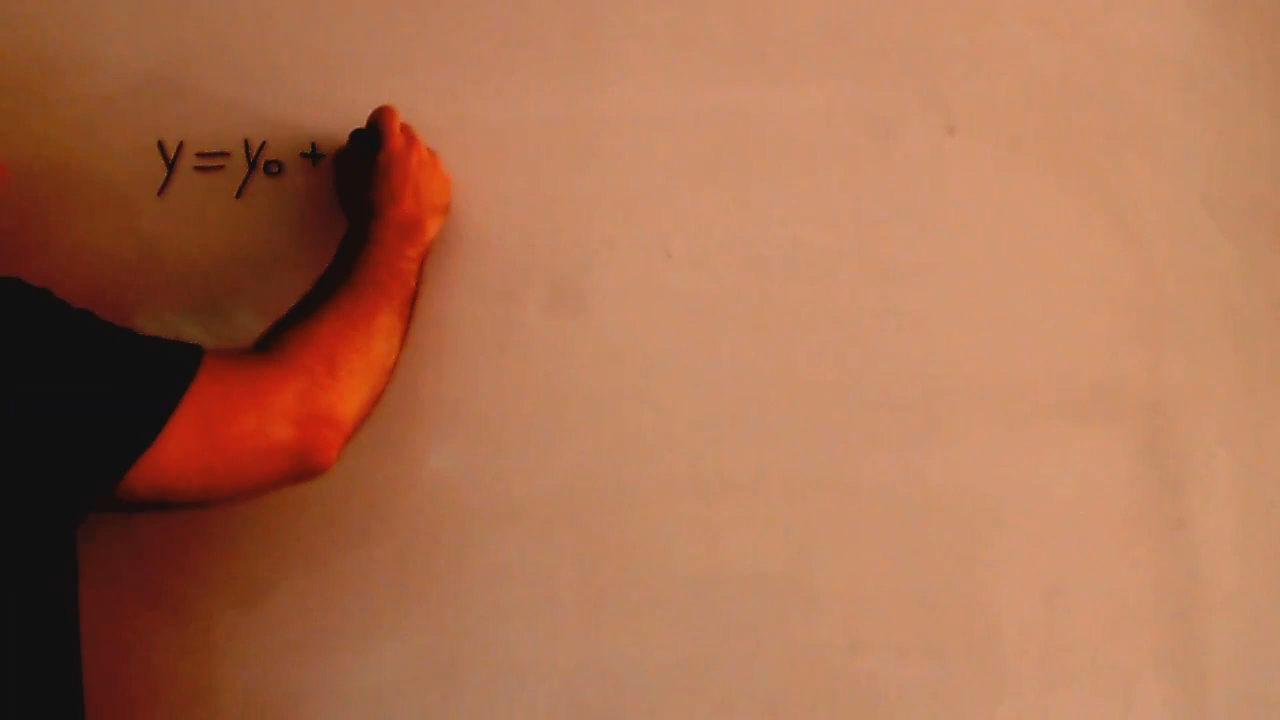 y = y₀ +